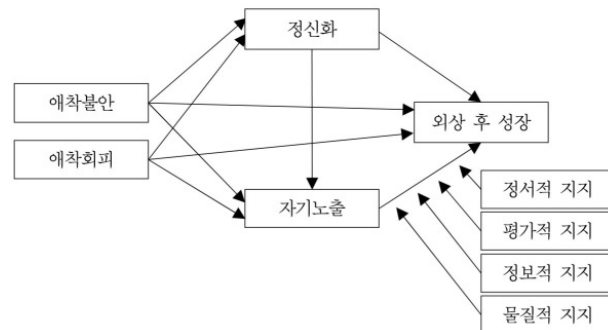 정신화
애착불안
외상 후 성장
애착회피
자기노출
정서적 지지
평가적 지지
정보적 지지
물질적 지지